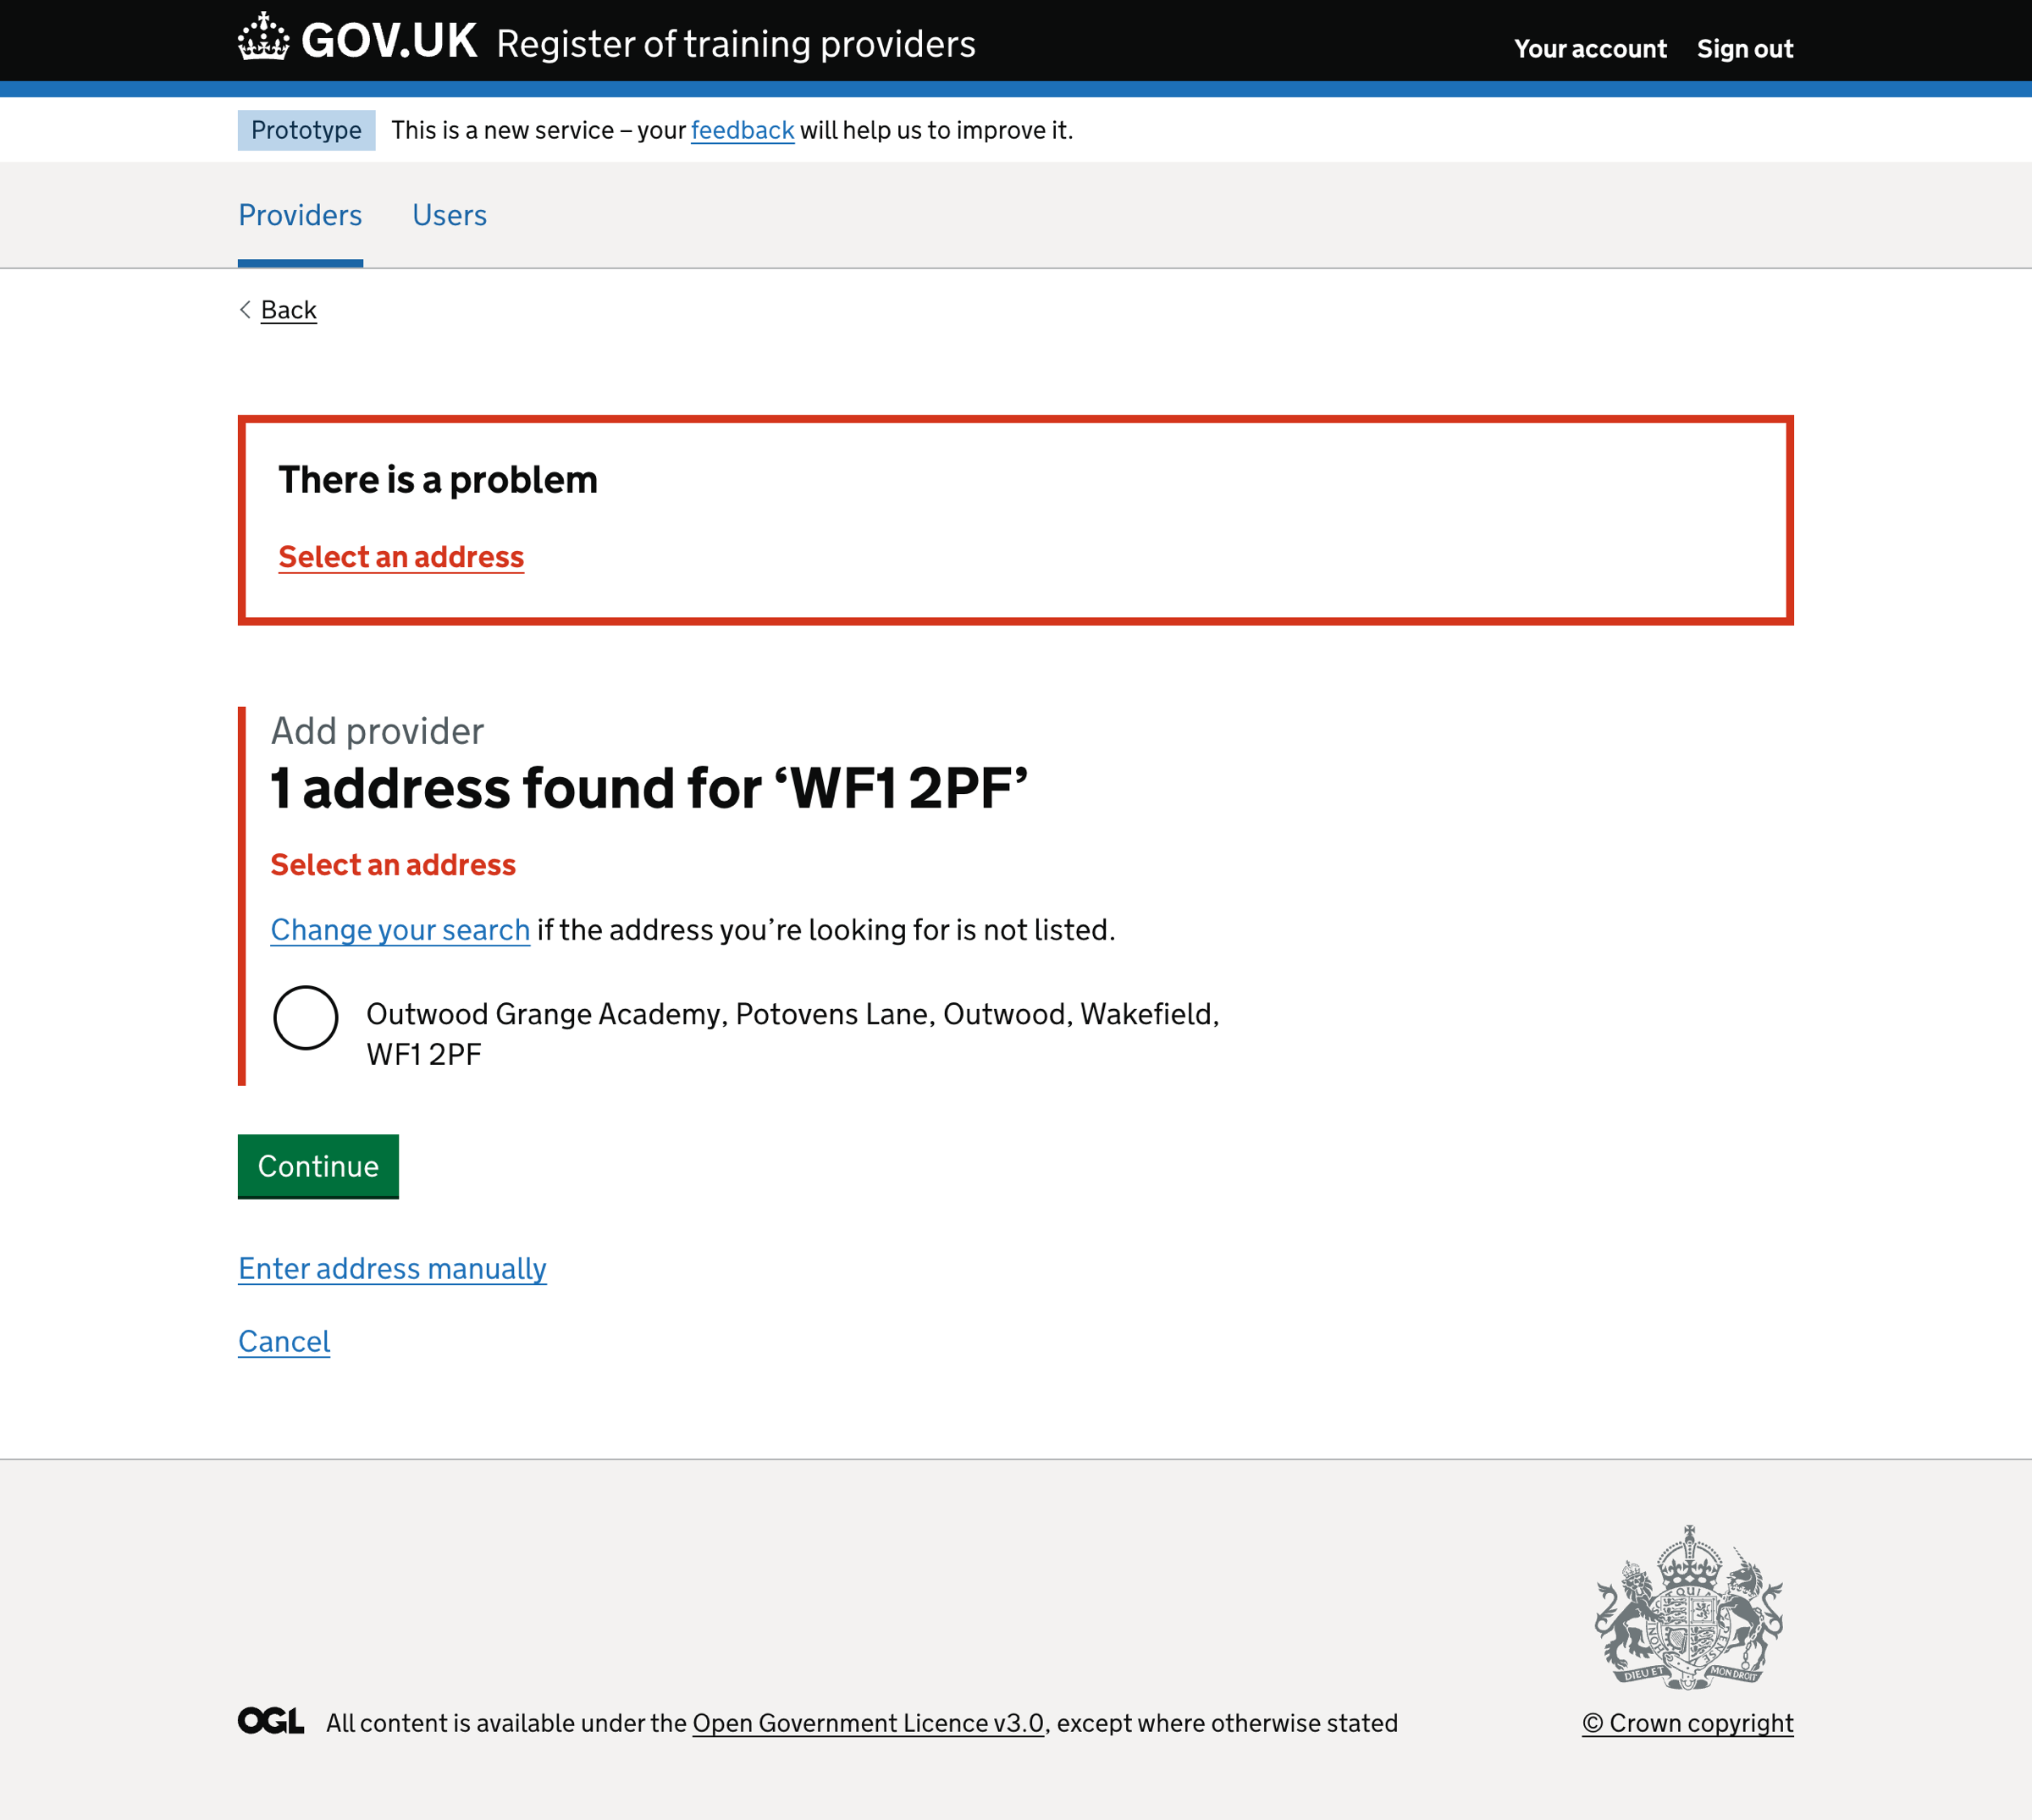 GOV.UK Register of training providers
Your account Sign out
Prototype This is a new service – your feedback will help us to improve it.
Providers Users
Back
There is a problem
Select an address
Add provider
1 address found for ‘WF1 2PF’
Select an address
Change your search if the address you’re looking for is not listed.
Outwood Grange Academy, Potovens Lane, Outwood, Wakefield,
WF1 2PF
Continue
Enter address manually
Cancel
DIEU ET MON DROIT
OGL All content is available under the Open Government Licence v3.0, except where otherwise stated
© Crown copyright